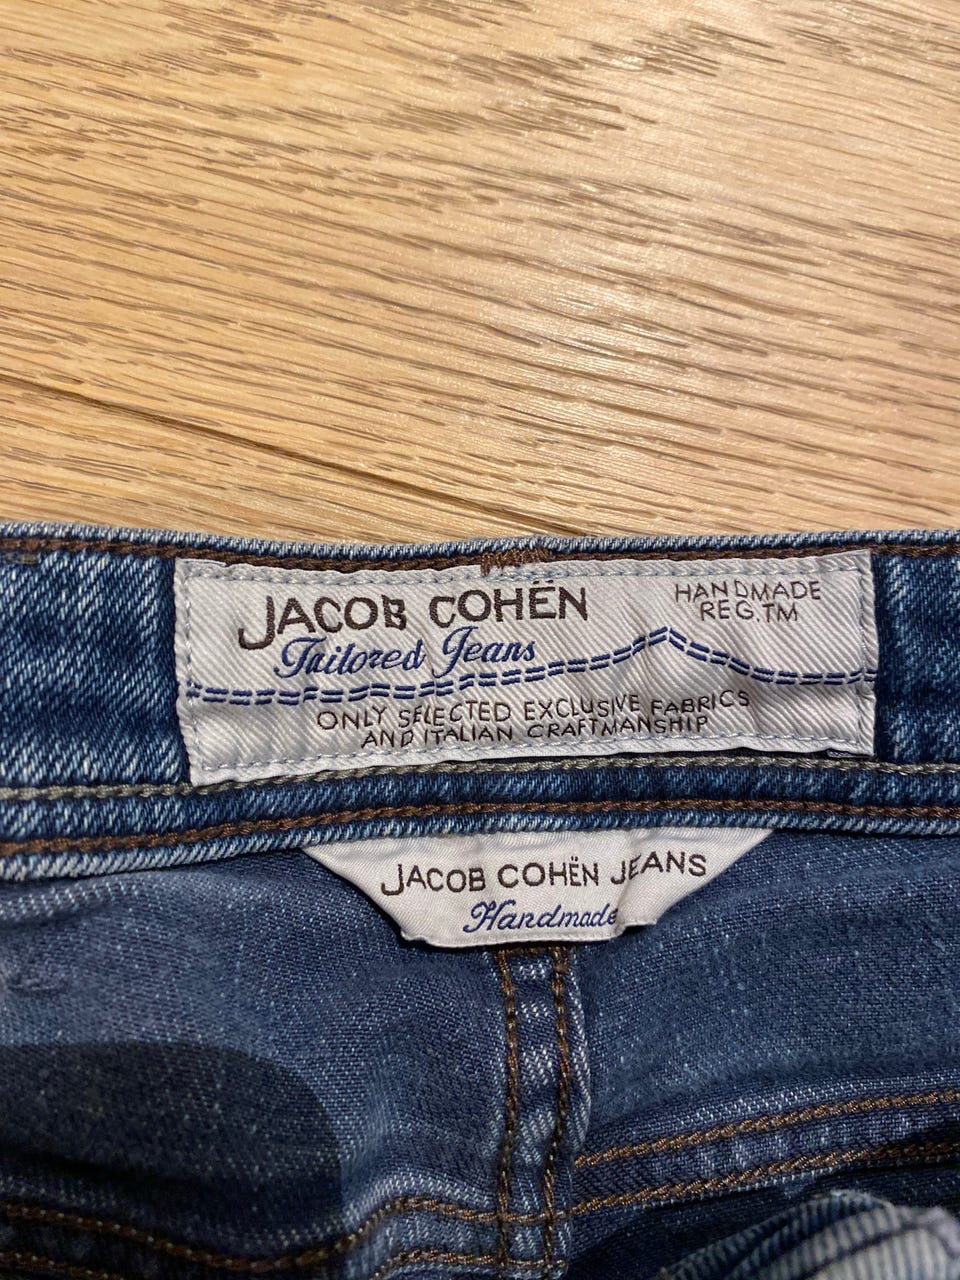 JACOB COHËN
HANDMADE
REG.TM
Tailored Jeans
ONLY SELECTED EXCLUSIVE FABRICS
AND ITALIAN CRAFTMANSHIP
JACOB COHËN JEANS
Handmade